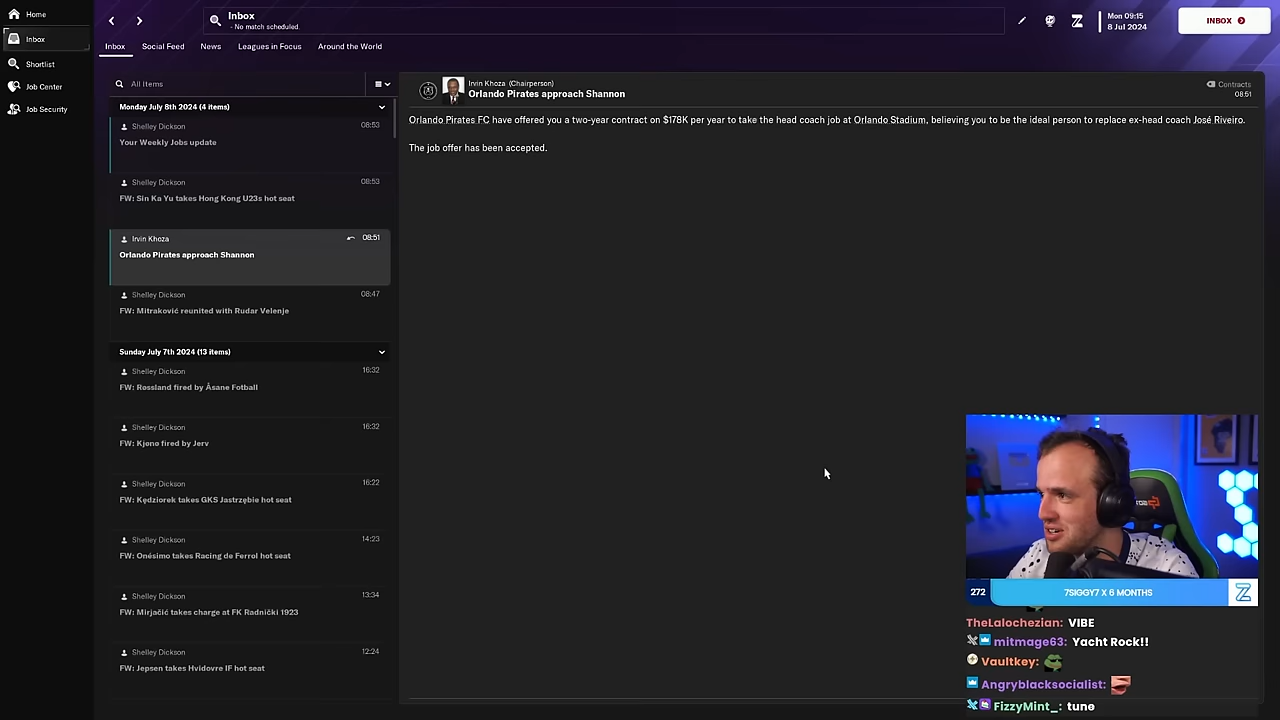 Home
Inbox
Shortlist
Job Center
Job Security
Inbox
- No match scheduled.
Mon 09:15
8 Jul 2024
INBOX
Inbox
Social Feed
News
Leagues in Focus
Around the World
All Items
Monday July 8th 2024 (4 items)
Shelley Dickson
08:53
Your Weekly Jobs update
Shelley Dickson
08:53
FW: Sin Ka Yu takes Hong Kong U23s hot seat
Irvin Khoza
08:51
Orlando Pirates approach Shannon
Shelley Dickson
08:47
FW: Mitraković reunited with Rudar Velenje
Sunday July 7th 2024 (13 items)
Shelley Dickson
16:32
FW: Røssland fired by Åsane Fotball
Shelley Dickson
16:32
FW: Kjønø fired by Jerv
Shelley Dickson
16:22
FW: Kędziorek takes GKS Jastrzębie hot seat
Shelley Dickson
14:23
FW: Onésimo takes Racing de Ferrol hot seat
Shelley Dickson
13:34
FW: Mirjačić takes charge at FK Radnički 1923
Shelley Dickson
12:24
FW: Jepsen takes Hvidovre IF hot seat
Irvin Khoza (Chairperson)
Orlando Pirates approach Shannon
Contracts
08:51
Orlando Pirates FC have offered you a two-year contract on $178K per year to take the head coach job at Orlando Stadium, believing you to be the ideal person to replace ex-head coach José Riveiro.
The job offer has been accepted.
272
7SIGGY7 X 6 MONTHS
TheLalochezian: VIBE
mitmage63: Yacht Rock!!
Vaultkey:
Angryblacksocialist:
FizzyMint_: tune